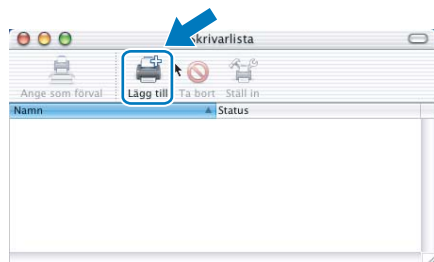 krivarlista
Ange som förval Lägg till Ta bort Ställ in
Namn Status